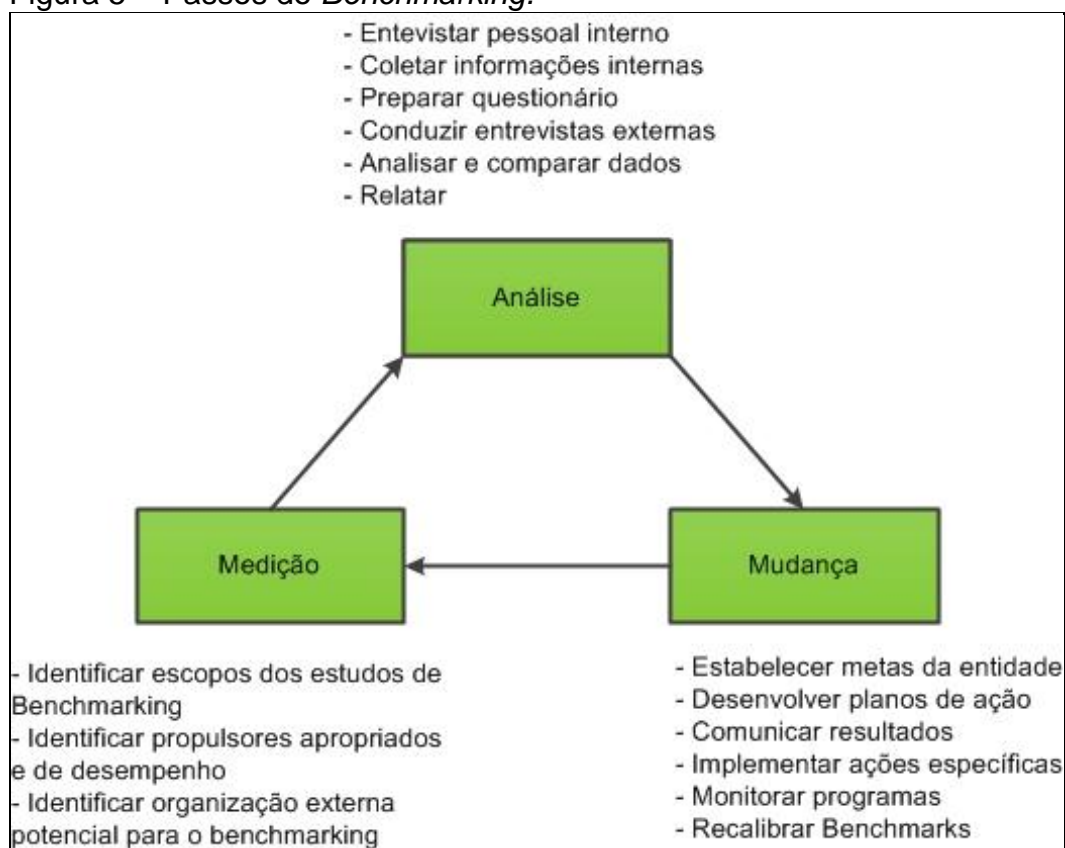 - Entevistar pessoal interno
- Coletar informações internas
- Preparar questionário
- Conduzir entrevistas externas
- Analisar e comparar dados
- Relatar
Análise
Medição
Mudança
- Identificar escopos dos estudos de
Benchmarking
- Identificar propulsores apropriados
e de desempenho
- Identificar organização externa
potencial para o benchmarking
- Estabelecer metas da entidade
- Desenvolver planos de ação
- Comunicar resultados
- Implementar ações específicas
- Monitorar programas
- Recalibrar Benchmarks